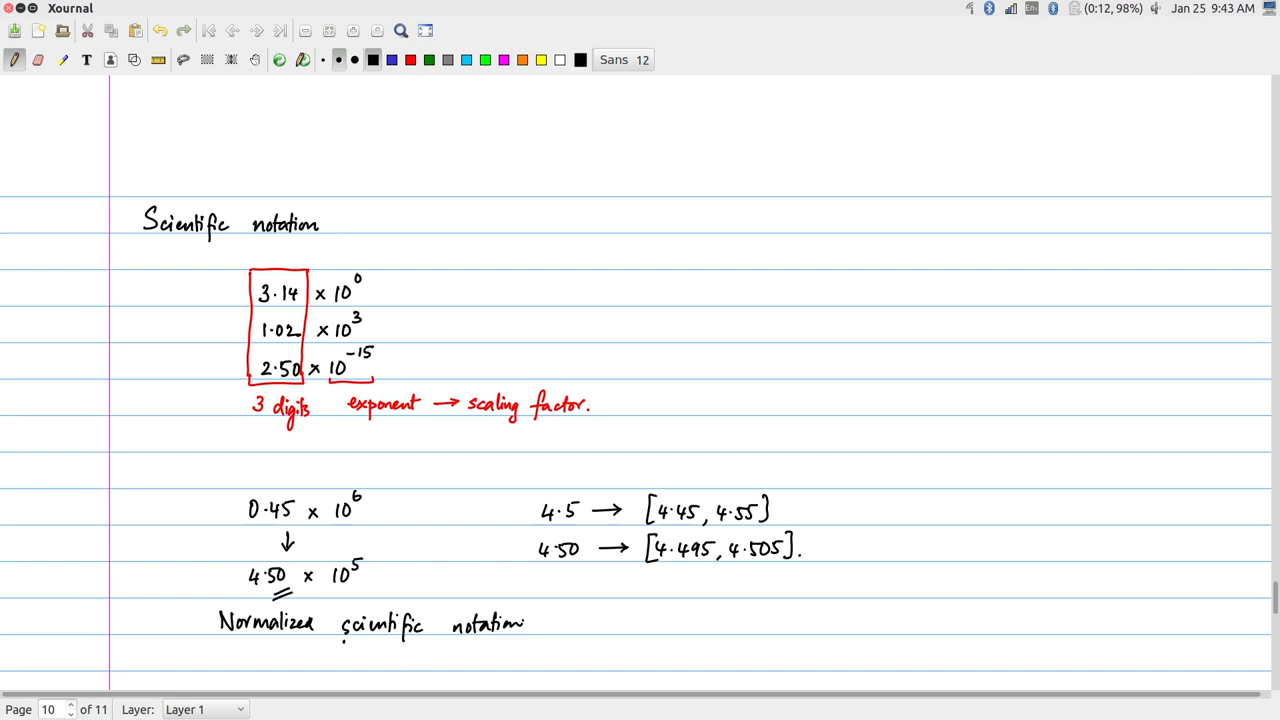 Xournal
(0:12, 98%) Jan 25 9:43 AM
En
T Sans 12
Scientific notation
3.14 × 10^0
1.02 × 10^3
2.50 × 10^-15
3 digits exponent → scaling factor.
0.45 × 10^6 4.5 → [4.45, 4.55]
↓ 4.50 → [4.495, 4.505].
4.50 × 10^5
Normalized scientific notation
Page 10 of 11 Layer: Layer 1